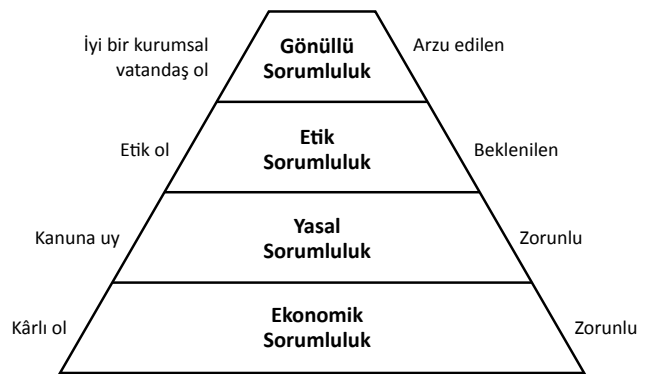 İyi bir kurumsal
vatandaş ol
Gönüllü
Sorumluluk
Arzu edilen
Etik ol
Etik
Sorumluluk
Beklenilen
Kanuna uy
Yasal
Sorumluluk
Zorunlu
Kârlı ol
Ekonomik
Sorumluluk
Zorunlu